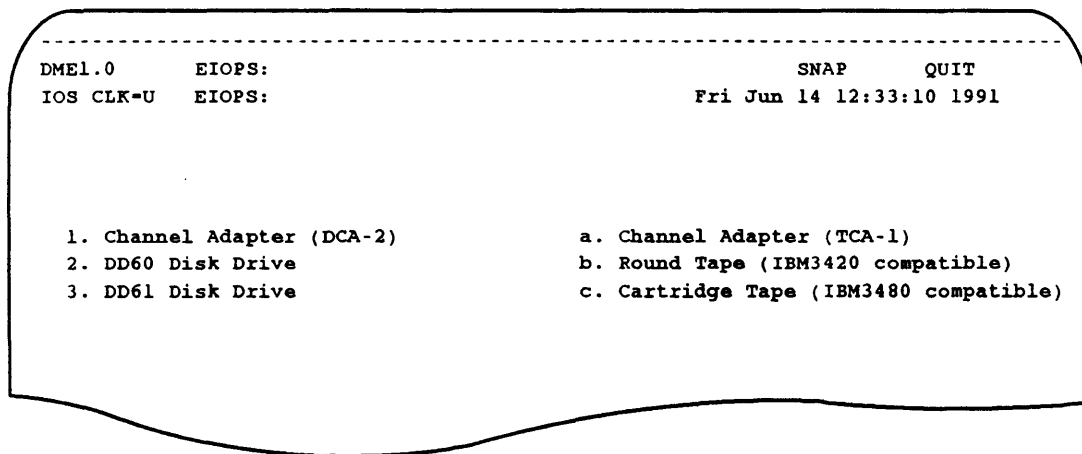 DME1.0 EIOPS: SNAP QUIT
IOS CLK=U EIOPS: Fri Jun 14 12:33:10 1991
1. Channel Adapter (DCA-2) a. Channel Adapter (TCA-1)
2. DD60 Disk Drive b. Round Tape (IBM3420 compatible)
3. DD61 Disk Drive c. Cartridge Tape (IBM3480 compatible)